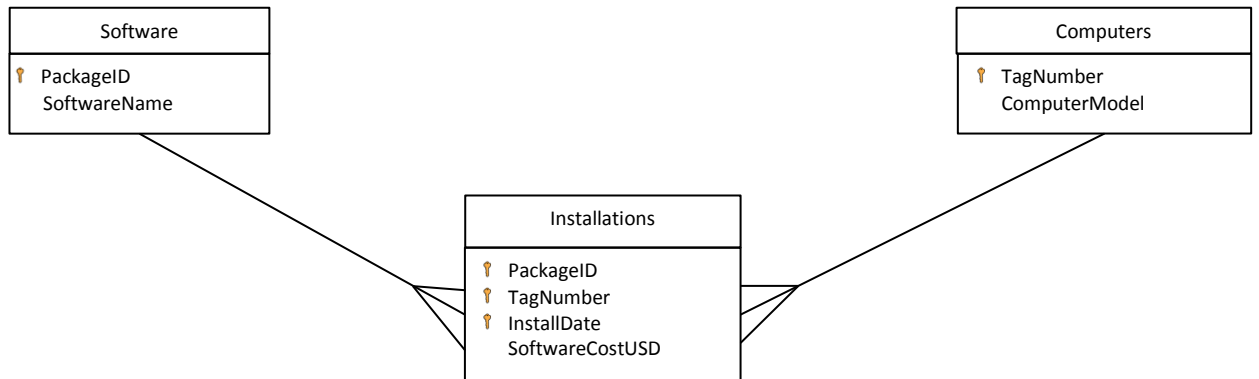 Software
PackageID
SoftwareName
Computers
TagNumber
ComputerModel
Installations
PackageID
TagNumber
InstallDate
SoftwareCostUSD